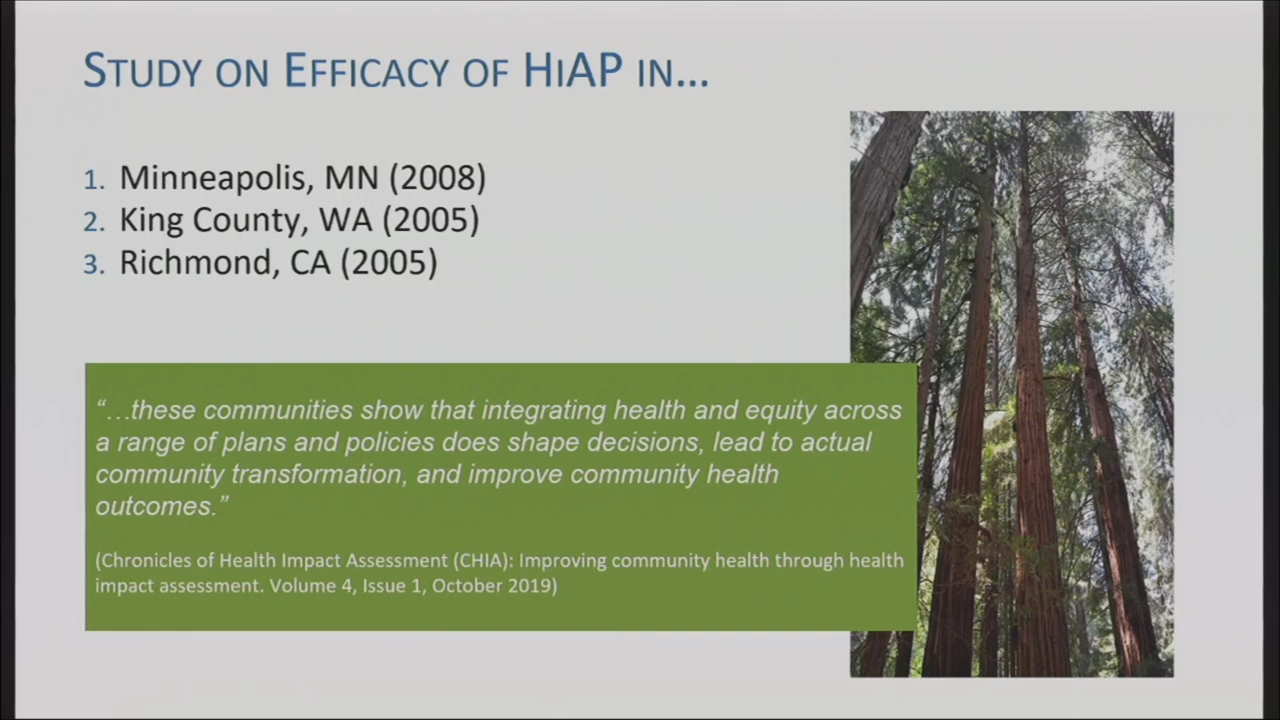 STUDY ON EFFICACY OF HIAP IN...
1. Minneapolis, MN (2008)
2. King County, WA (2005)
3. Richmond, CA (2005)
“…these communities show that integrating health and equity across
a range of plans and policies does shape decisions, lead to actual
community transformation, and improve community health
outcomes.”
(Chronicles of Health Impact Assessment (CHIA): Improving community health through health
impact assessment. Volume 4, Issue 1, October 2019)